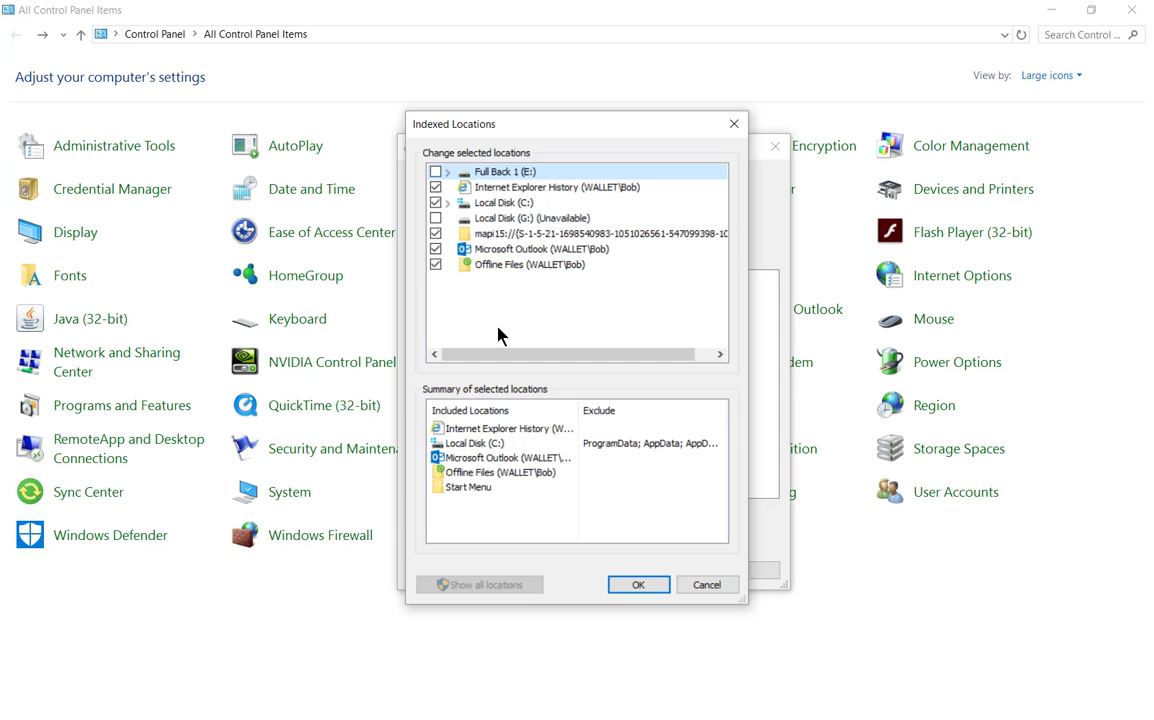 All Control Panel Items
Control Panel > All Control Panel Items
Search Control ...
Adjust your computer's settings
View by: Large icons
Administrative Tools
AutoPlay
Encryption
Color Management
Credential Manager
Date and Time
r
Devices and Printers
Display
Ease of Access Center
Flash Player (32-bit)
Fonts
HomeGroup
Internet Options
Java (32-bit)
Keyboard
Outlook
Mouse
Network and Sharing
Center
NVIDIA Control Panel
dem
Power Options
Programs and Features
QuickTime (32-bit)
Region
RemoteApp and Desktop
Connections
Security and Maintena
ition
Storage Spaces
Sync Center
System
g
User Accounts
Windows Defender
Windows Firewall
Indexed Locations
Change selected locations
Full Back 1 (E:)
Internet Explorer History (WALLET\Bob)
Local Disk (C:)
Local Disk (G:) (Unavailable)
mapi15://{S-1-5-21-1698540983-1051026561-547099398-10
Microsoft Outlook (WALLET\Bob)
Offline Files (WALLET\Bob)
Summary of selected locations
Included Locations
Exclude
Internet Explorer History (W...
Local Disk (C:)
ProgramData; AppData; AppD...
Microsoft Outlook (WALLET\...
Offline Files (WALLET\Bob)
Start Menu
Show all locations
OK
Cancel